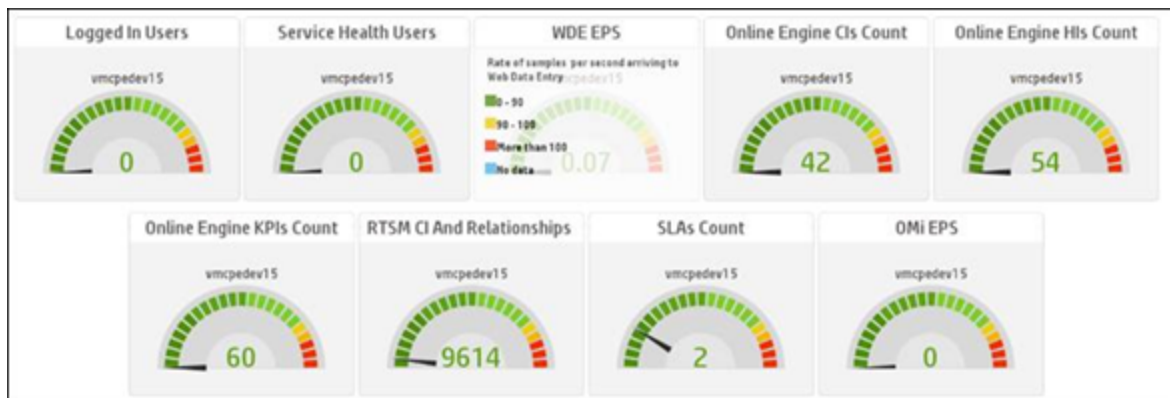 Logged In Users
Service Health Users
WDE EPS
Online Engine CIs Count
Online Engine HIs Count
vmcpedev15
vmcpedev15
Rate of samples per second arriving to
Web Data Entry
vmcpedev15
vmcpedev15
vmcpedev15
0 - 90
90 - 100
More than 100
No data
0
0
0.07
42
54
Online Engine KPIs Count
RTSM CI And Relationships
SLAs Count
OMi EPS
vmcpedev15
vmcpedev15
vmcpedev15
vmcpedev15
60
9614
2
0